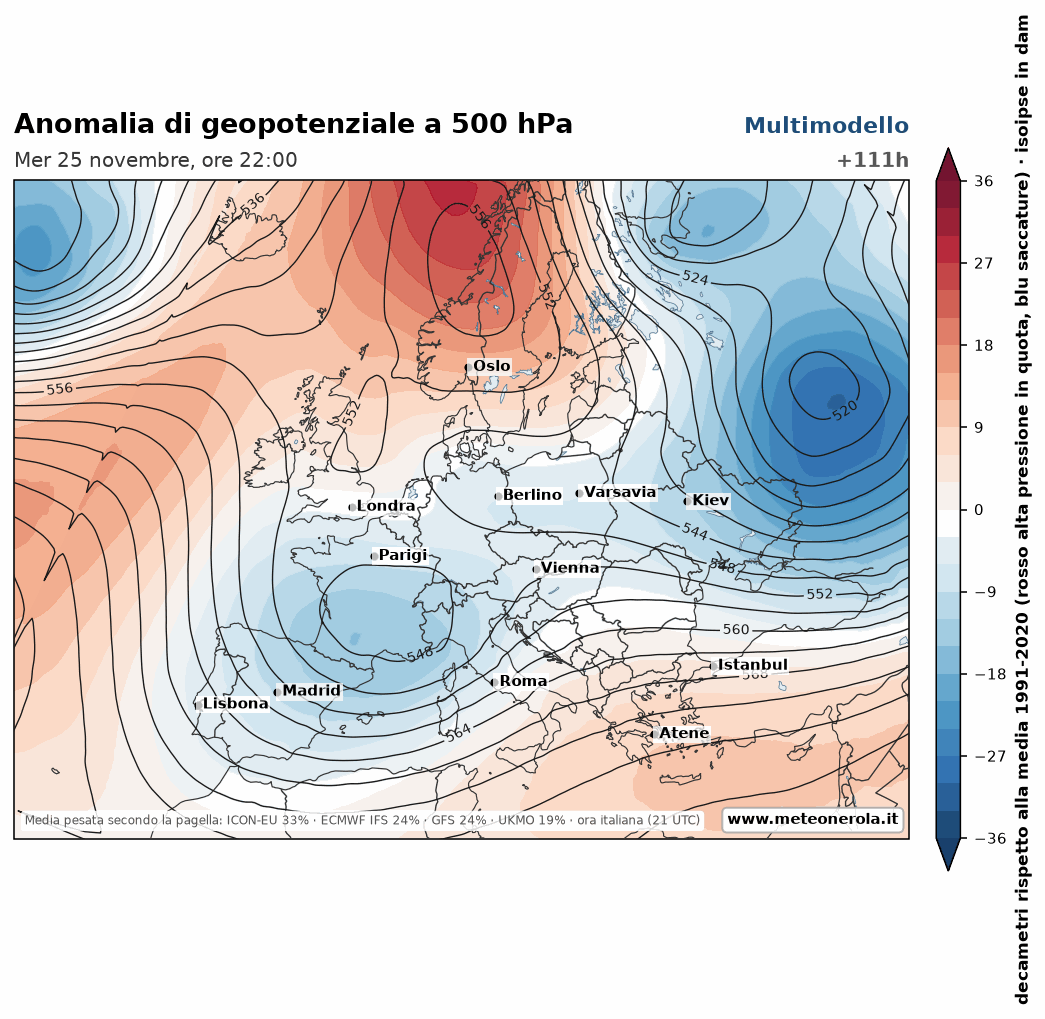 Anomalia di geopotenziale a 500 hPa
Multimodello
Mer 25 novembre, ore 22:00
+111h
536
556
552
524
556
552
520
Oslo
Londra
Berlino
Varsavia
Kiev
544
Parigi
Vienna
548
552
560
548
Madrid
Lisbona
Roma
Istanbul
568
564
Atene
Media pesata secondo la pagella: ICON-EU 33% · ECMWF IFS 24% · GFS 24% · UKMO 19% · ora italiana (21 UTC)
www.meteonerola.it
36
27
18
9
0
−9
−18
−27
−36
decametri rispetto alla media 1991-2020 (rosso alta pressione in quota, blu saccature) · isoipse in dam